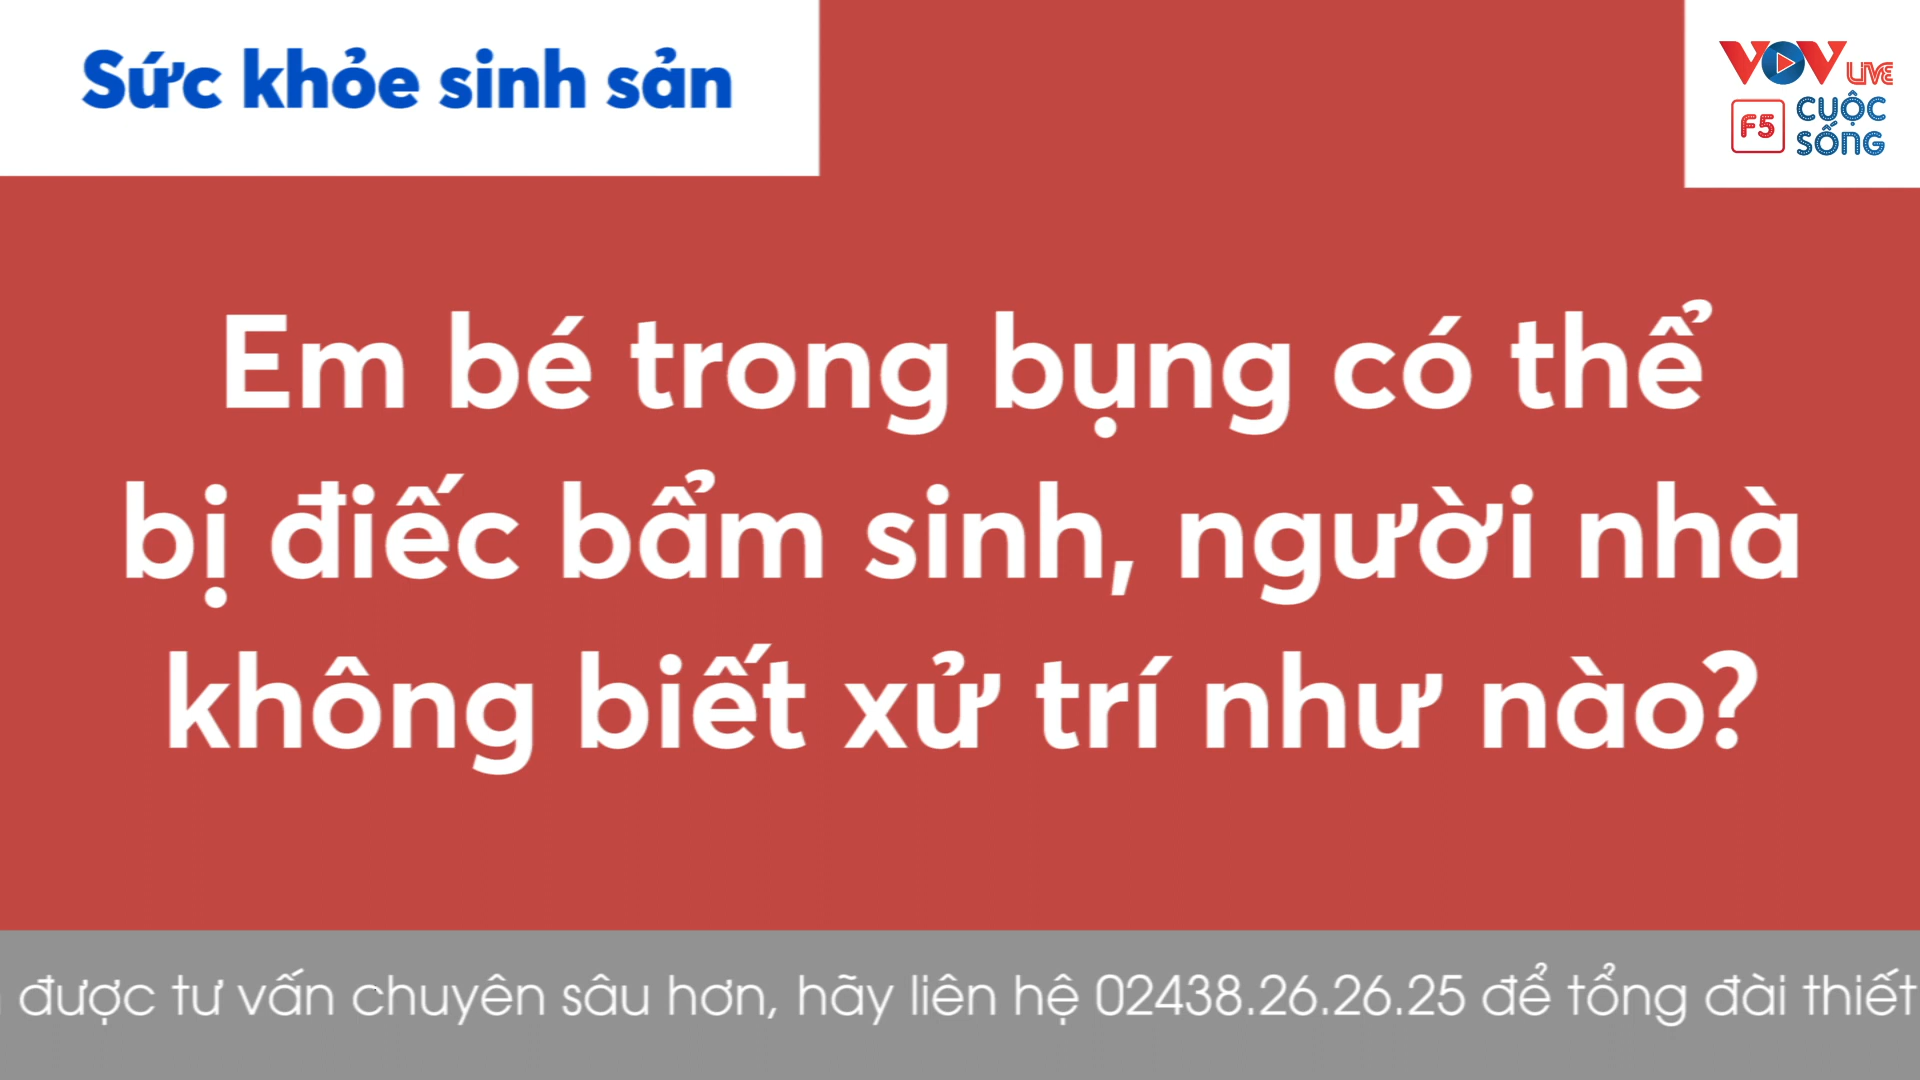 Sức khỏe sinh sản
VOV LIVE
F5 CUỘC
SỐNG
Em bé trong bụng có thể
bị điếc bẩm sinh, người nhà
không biết xử trí như nào?
được tư vấn chuyên sâu hơn, hãy liên hệ 02438.26.26.25 để tổng đài thiết